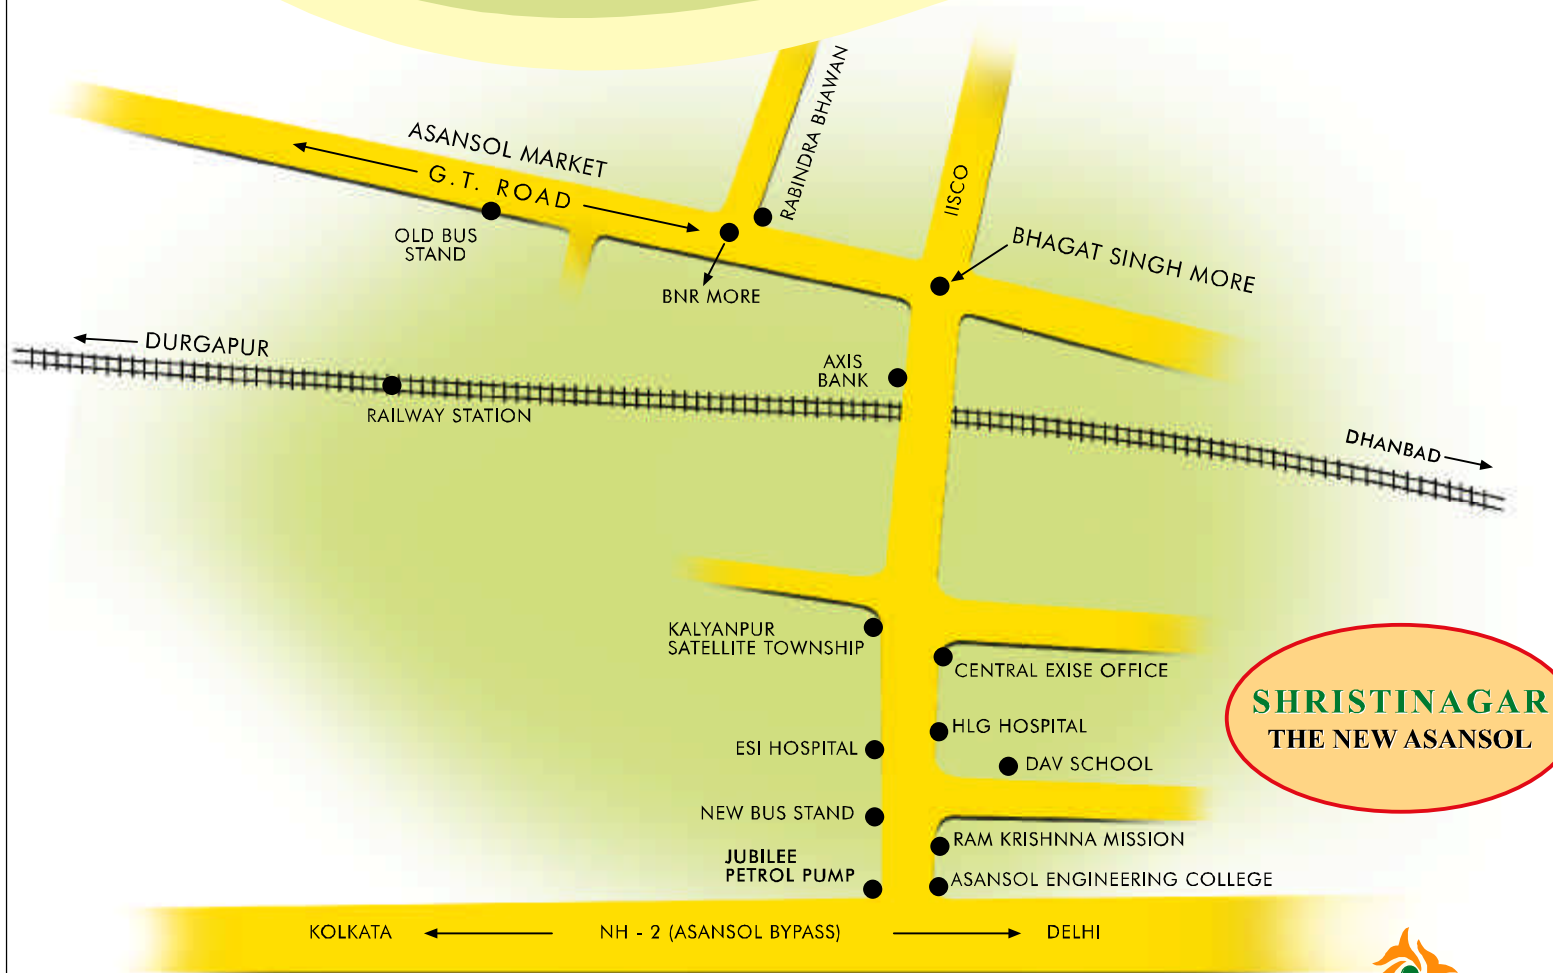 ASANSOL MARKET
G.T. ROAD
RABINDRA BHAWAN
IISCO
OLD BUS
STAND
BNR MORE
BHAGAT SINGH MORE
DURGAPUR
RAILWAY STATION
AXIS
BANK
DHANBAD
KALYANPUR
SATELLITE TOWNSHIP
CENTRAL EXISE OFFICE
SHRISTINAGAR
THE NEW ASANSOL
HLG HOSPITAL
ESI HOSPITAL
DAV SCHOOL
NEW BUS STAND
RAM KRISHNNA MISSION
JUBILEE
PETROL PUMP
ASANSOL ENGINEERING COLLEGE
KOLKATA
NH - 2 (ASANSOL BYPASS)
DELHI